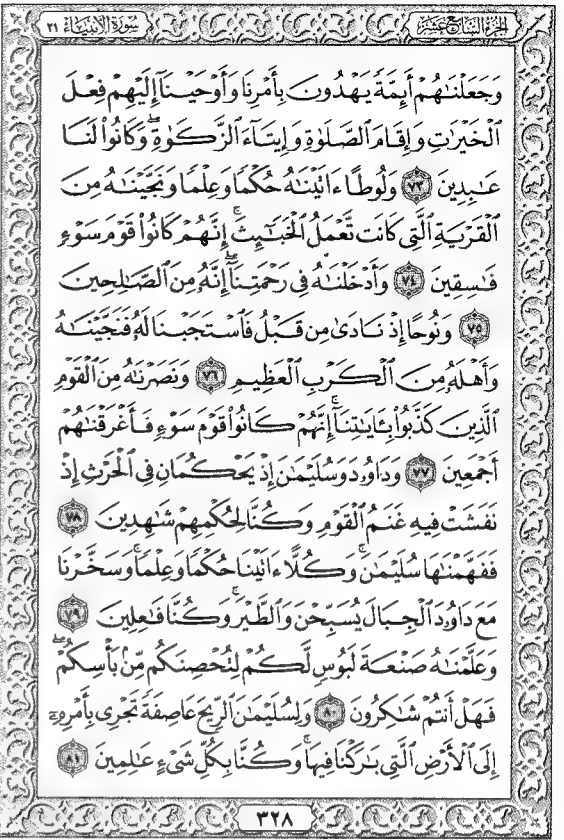 الجزء السابع عشر
سورة الأنبياء ٢١
وَجَعَلْنَٰهُمْ أَئِمَّةً يَهْدُونَ بِأَمْرِنَا وَأَوْحَيْنَآ إِلَيْهِمْ فِعْلَ
ٱلْخَيْرَٰتِ وَإِقَامَ ٱلصَّلَوٰةِ وَإِيتَآءَ ٱلزَّكَوٰةِ ۖ وَكَانُوا۟ لَنَا
عَٰبِدِينَ ٧٣ وَلُوطًا ءَاتَيْنَٰهُ حُكْمًا وَعِلْمًا وَنَجَّيْنَٰهُ مِنَ
ٱلْقَرْيَةِ ٱلَّتِى كَانَت تَّعْمَلُ ٱلْخَبَٰٓئِثَ ۗ إِنَّهُمْ كَانُوا۟ قَوْمَ سَوْءٍ
فَٰسِقِينَ ٧٤ وَأَدْخَلْنَٰهُ فِى رَحْمَتِنَآ ۖ إِنَّهُۥ مِنَ ٱلصَّٰلِحِينَ
٧٥ وَنُوحًا إِذْ نَادَىٰ مِن قَبْلُ فَٱسْتَجَبْنَا لَهُۥ فَنَجَّيْنَٰهُ
وَأَهْلَهُۥ مِنَ ٱلْكَرْبِ ٱلْعَظِيمِ ٧٦ وَنَصَرْنَٰهُ مِنَ ٱلْقَوْمِ
ٱلَّذِينَ كَذَّبُوا۟ بِـَٔايَٰتِنَآ ۚ إِنَّهُمْ كَانُوا۟ قَوْمَ سَوْءٍ فَأَغْرَقْنَٰهُمْ
أَجْمَعِينَ ٧٧ وَدَاوُۥدَ وَسُلَيْمَٰنَ إِذْ يَحْكُمَانِ فِى ٱلْحَرْثِ إِذْ
نَفَشَتْ فِيهِ غَنَمُ ٱلْقَوْمِ وَكُنَّا لِحُكْمِهِمْ شَٰهِدِينَ ٧٨
فَفَهَّمْنَٰهَا سُلَيْمَٰنَ ۚ وَكُلًّا ءَاتَيْنَا حُكْمًا وَعِلْمًا ۚ وَسَخَّرْنَا
مَعَ دَاوُۥدَ ٱلْجِبَالَ يُسَبِّحْنَ وَٱلطَّيْرَ ۚ وَكُنَّا فَٰعِلِينَ ٧٩
وَعَلَّمْنَٰهُ صَنْعَةَ لَبُوسٍ لَّكُمْ لِتُحْصِنَكُم مِّنۢ بَأْسِكُمْ ۖ
فَهَلْ أَنتُمْ شَٰكِرُونَ ٨٠ وَلِسُلَيْمَٰنَ ٱلرِّيحَ عَاصِفَةً تَجْرِى بِأَمْرِهِۦٓ
إِلَى ٱلْأَرْضِ ٱلَّتِى بَٰرَكْنَا فِيهَا ۚ وَكُنَّا بِكُلِّ شَىْءٍ عَٰلِمِينَ ٨١
٣٢٨